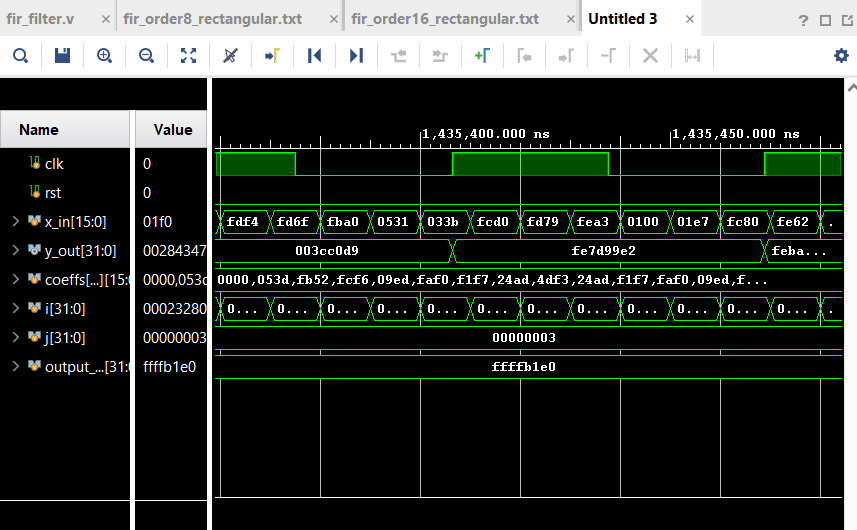 fir_filter.v × fir_order8_rectangular.txt × fir_order16_rectangular.txt × Untitled 3 × ?
Name Value
1,435,400.000 ns 1,435,450.000 ns
clk 0
rst 0
x_in[15:0] 01f0 fdf4 fd6f fba0 0531 033b fcd0 fd79 fea3 0100 01e7 fc80 fe62 .
y_out[31:0] 00284347 003cc0d9 fe7d99e2 feba...
coeffs[...][15:0 0000,053d 0000,053d,fb52,fcf6,09ed,faf0,f1f7,24ad,4df3,24ad,f1f7,faf0,09ed,f...
i[31:0] 00023280 0... 0... 0... 0... 0... 0... 0... 0... 0... 0... 0... 0... .
j[31:0] 00000003 00000003
output_...[31:0 ffffb1e0 ffffb1e0